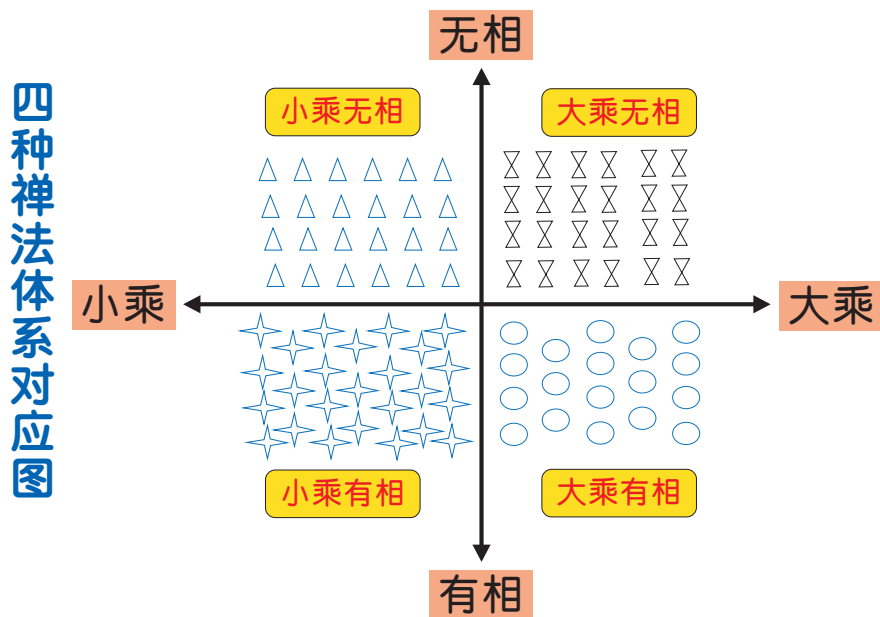 四种禅法体系对应图
无相
小乘无相
大乘无相
小乘
大乘
小乘有相
大乘有相
有相